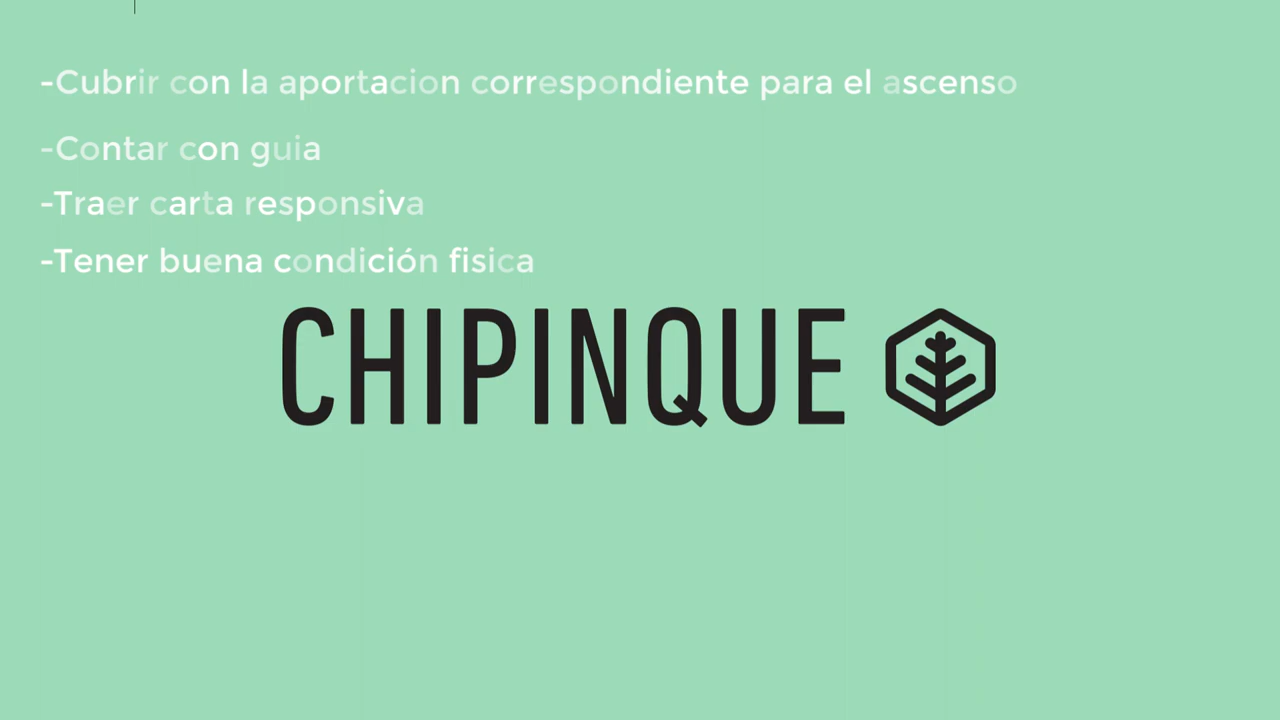 -Cubrir con la aportacion correspondiente para el ascenso
-Contar con guia
-Traer carta responsiva
-Tener buena condición fisica
CHIPINQUE